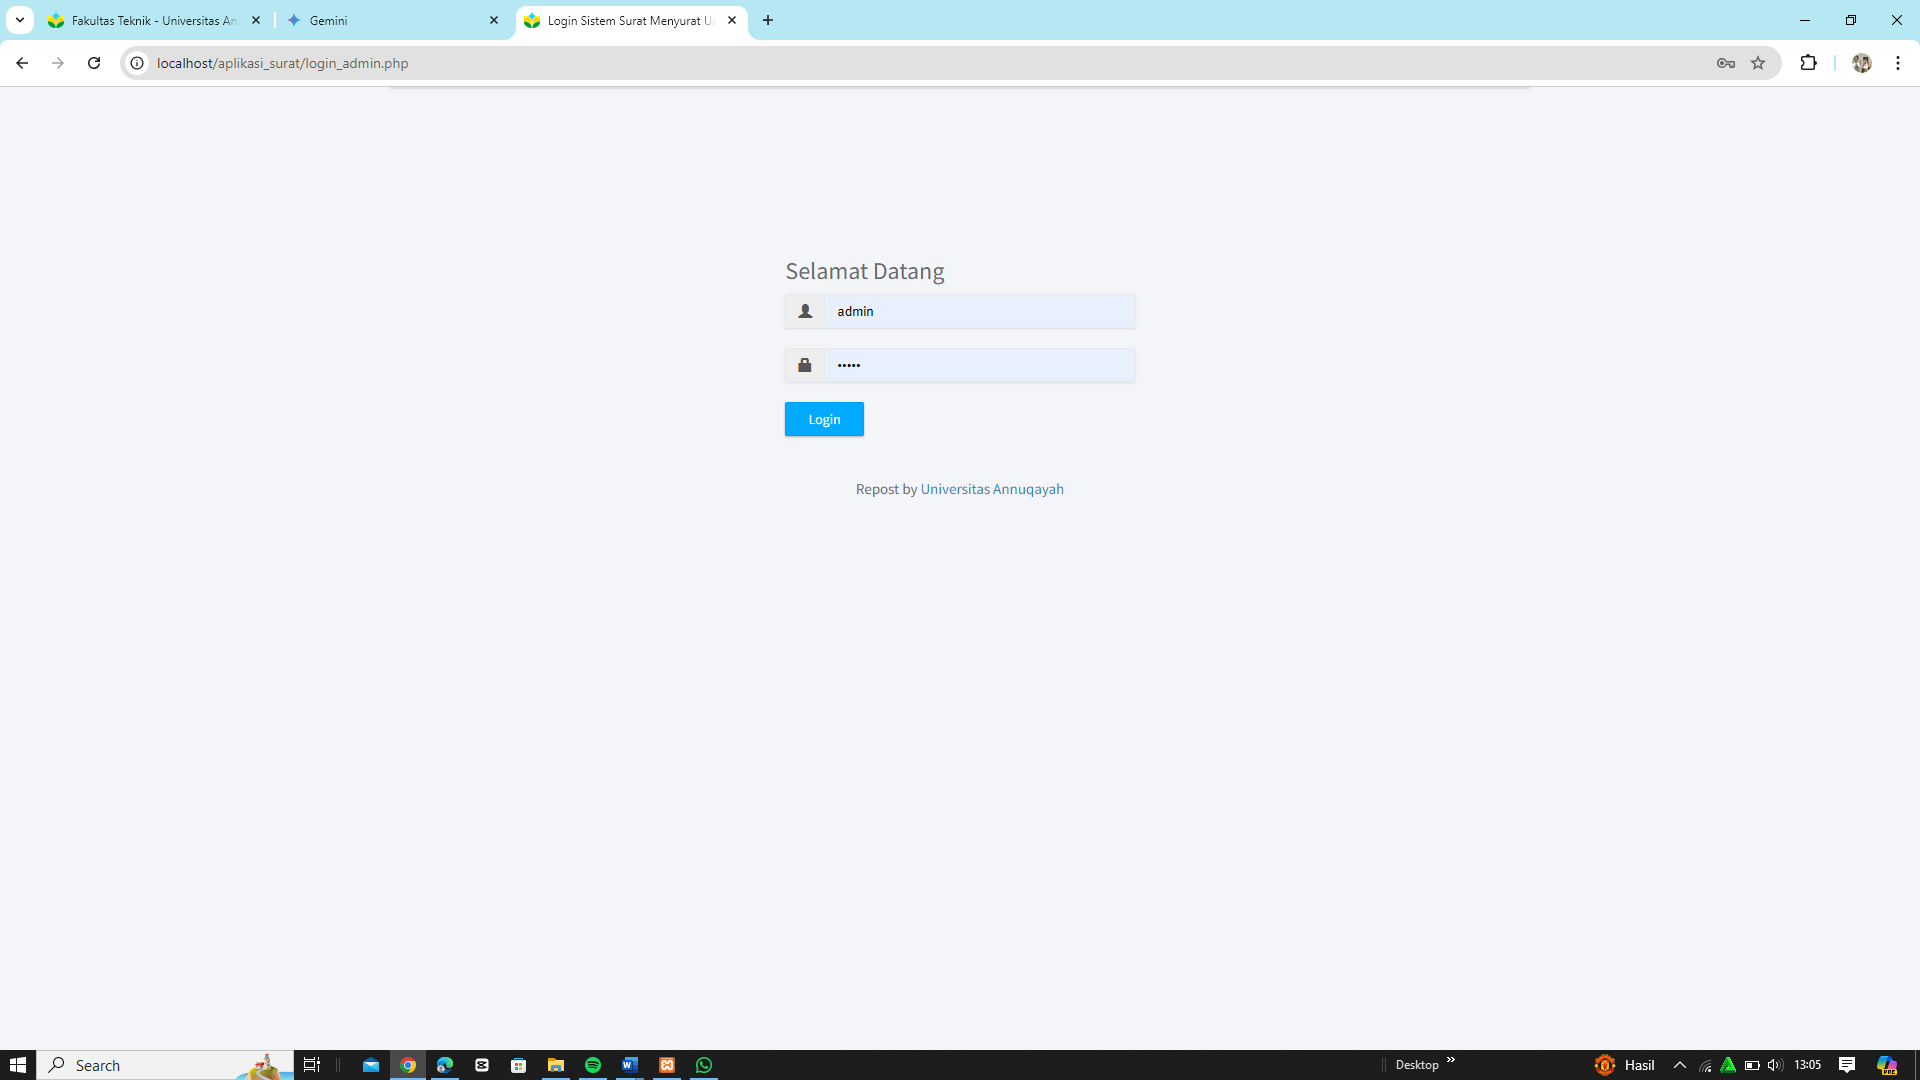 Fakultas Teknik - Universitas An
Gemini
Login Sistem Surat Menyurat U
localhost/aplikasi_surat/login_admin.php
Selamat Datang
admin
•••••
Login
Repost by Universitas Annuqayah
Search
Desktop
Hasil
13:05